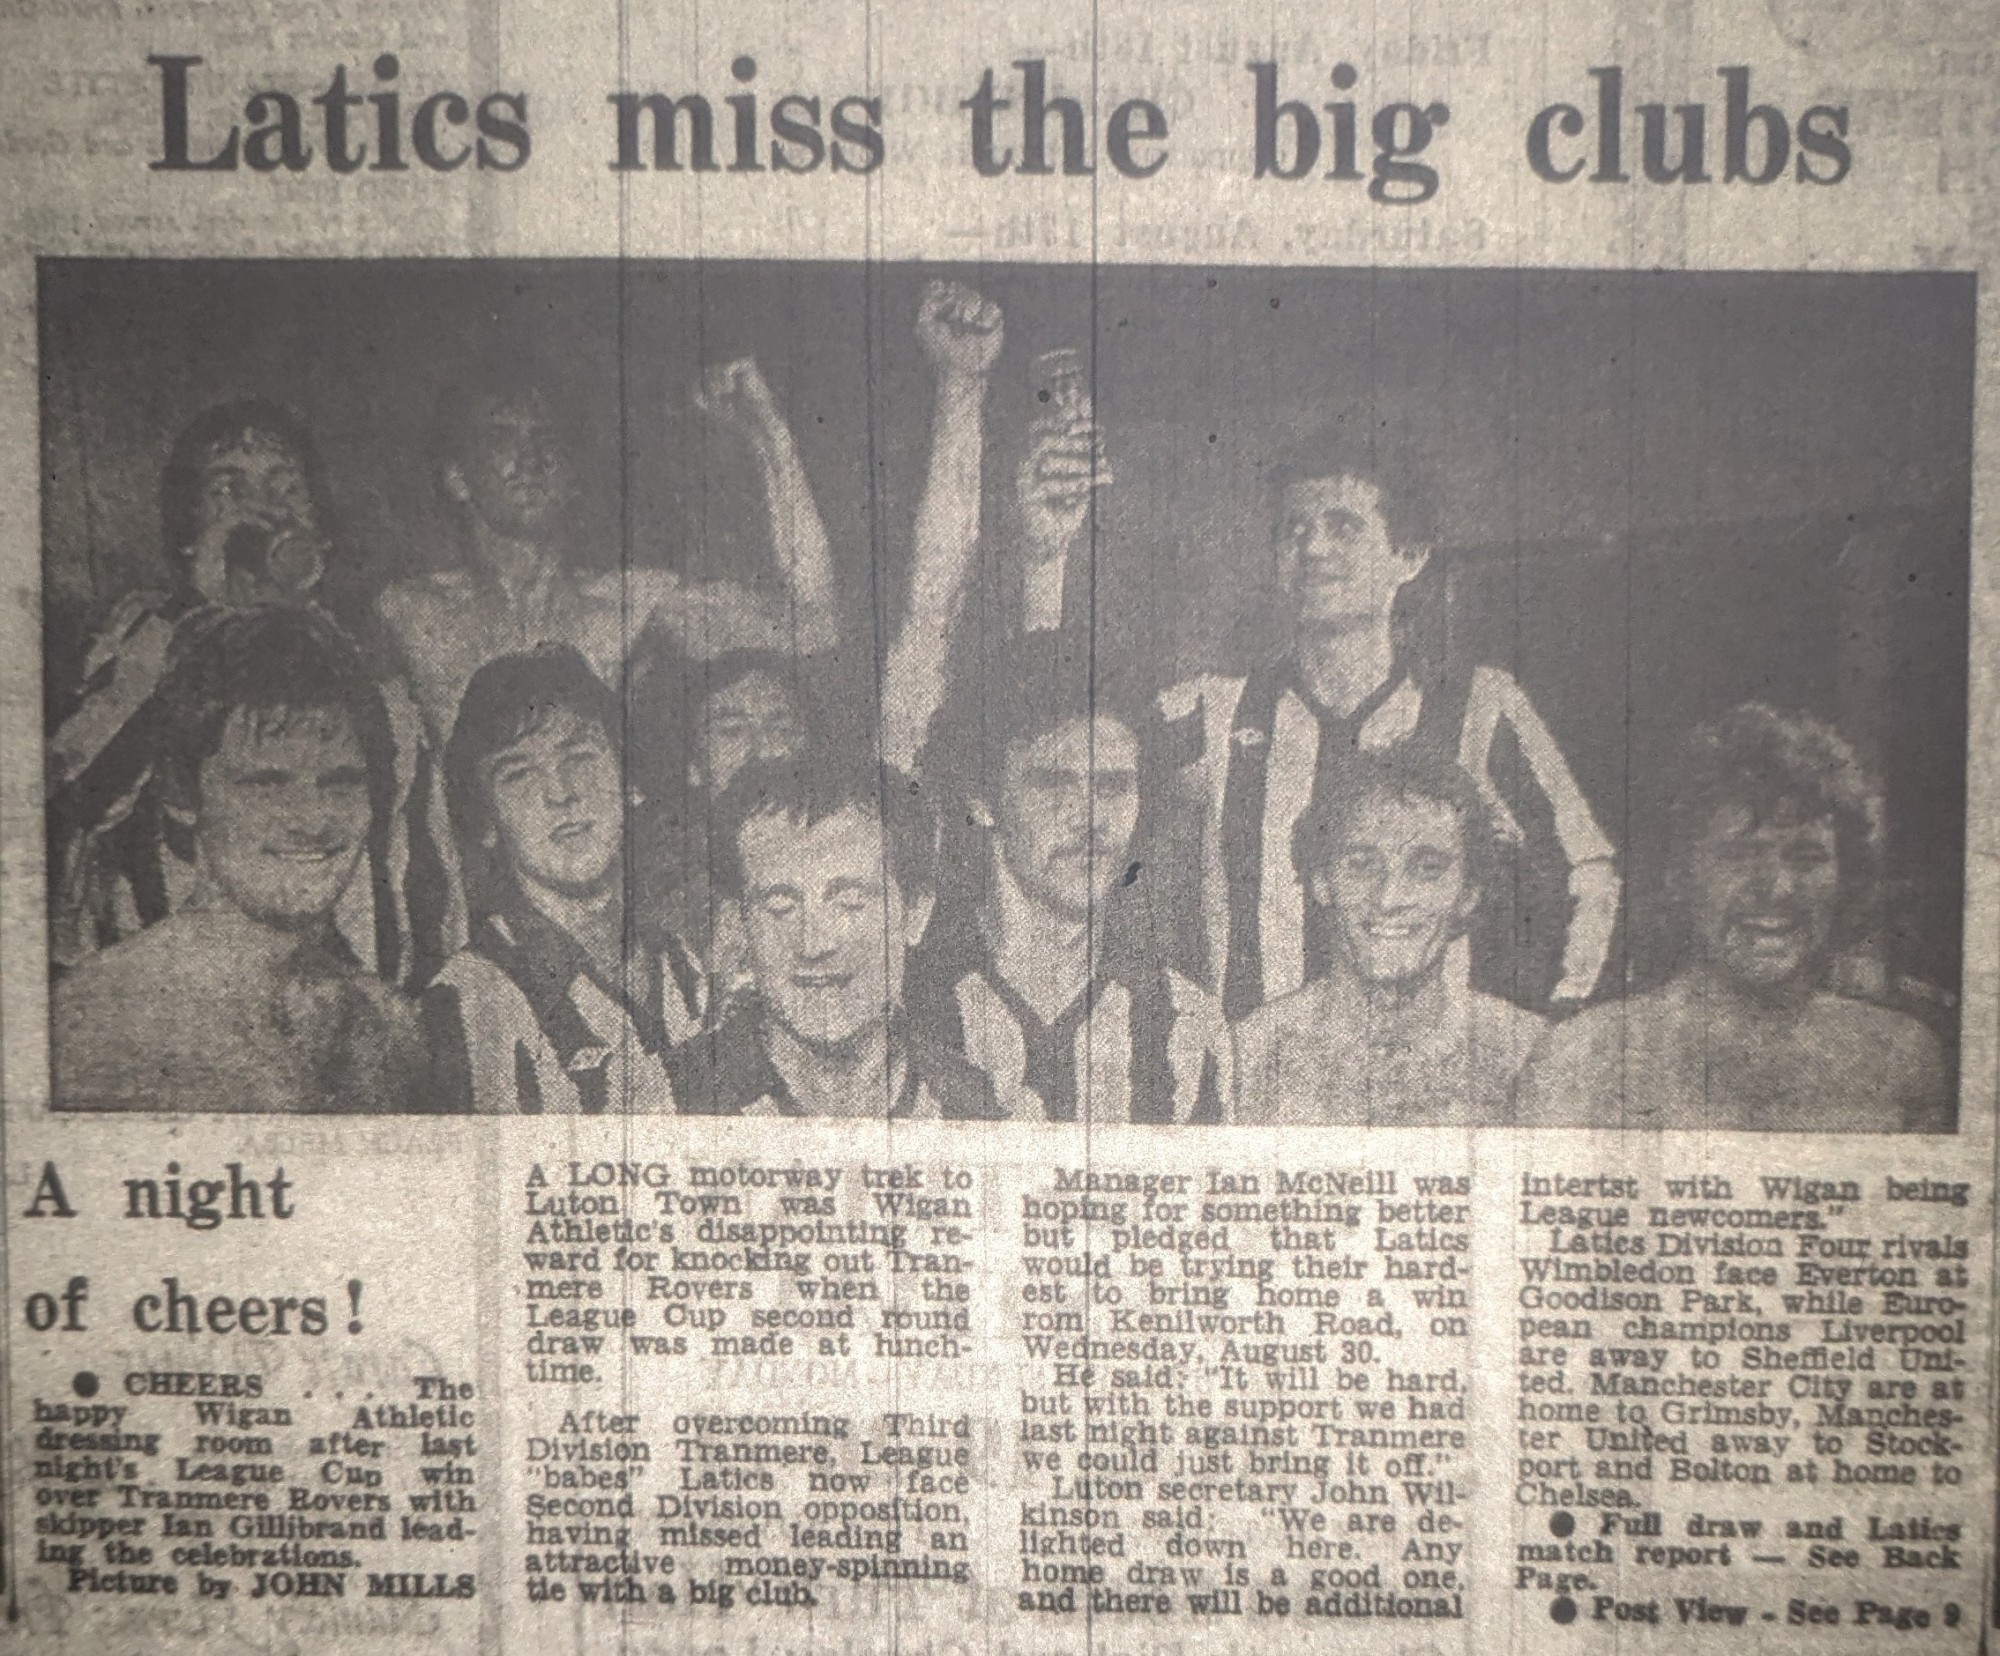 Latics miss the big clubs
A night
of cheers!
● CHEERS . . . The
happy Wigan Athletic
dressing room after last
night's League Cup win
over Tranmere Rovers with
skipper Ian Gillibrand lead-
ing the celebrations.
Picture by JOHN MILLS
A LONG motorway trek to
Luton Town was Wigan
Athletic's disappointing re-
ward for knocking out Tran-
mere Rovers when the
League Cup second round
draw was made at lunch-
time.
After overcoming Third
Division Tranmere, League
"babes" Latics now face
Second Division opposition,
having missed leading an
attractive money-spinning
tie with a big club.
Manager Ian McNeill was
hoping for something better
but pledged that Latics
would be trying their hard-
est to bring home a win
rom Kenilworth Road, on
Wednesday, August 30.
He said: "It will be hard,
but with the support we had
last night against Tranmere
we could just bring it off."
Luton secretary John Wil-
kinson said: "We are de-
lighted down here. Any
home draw is a good one,
and there will be additional
intertst with Wigan being
League newcomers."
Latics Division Four rivals
Wimbledon face Everton at
Goodison Park, while Euro-
pean champions Liverpool
are away to Sheffield Uni-
ted. Manchester City are at
home to Grimsby, Manches-
ter United away to Stock-
port and Bolton at home to
Chelsea.
● Full draw and Latics
match report — See Back
Page.
● Post View - See Page 9